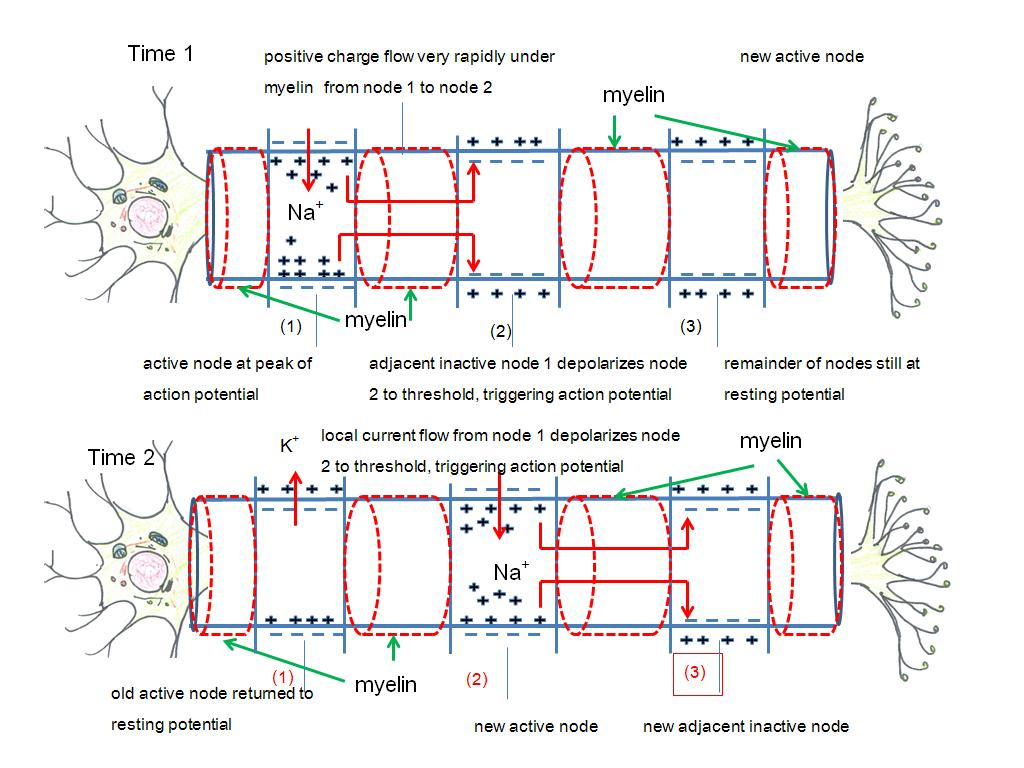 Time 1
positive charge flow very rapidly under
myelin from node 1 to node 2
new active node
myelin
Na+
myelin
(1)
(2)
(3)
active node at peak of
action potential
adjacent inactive node 1 depolarizes node
2 to threshold, triggering action potential
remainder of nodes still at
resting potential
Time 2
K+
local current flow from node 1 depolarizes node
2 to threshold, triggering action potential
myelin
Na+
(1)
myelin
(2)
(3)
old active node returned to
resting potential
new active node
new adjacent inactive node